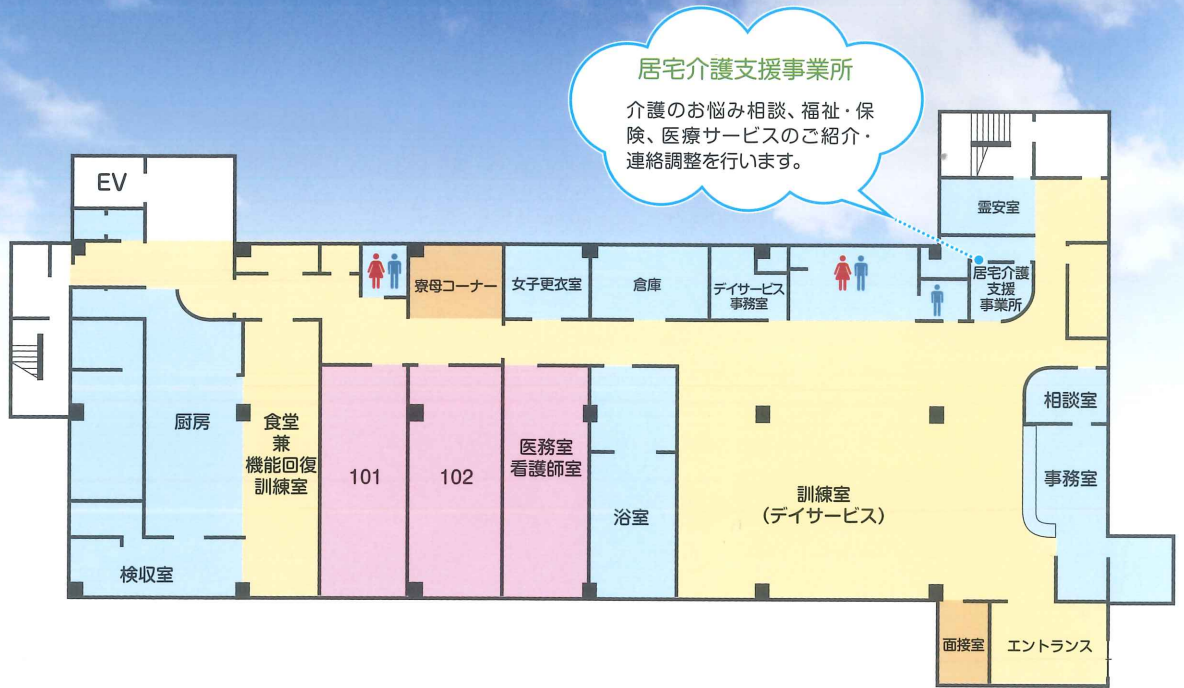 居宅介護支援事業所
介護のお悩み相談、福祉・保
険、医療サービスのご紹介・
連絡調整を行います。
EV
霊安室
寮母コーナー
女子更衣室
倉庫
デイサービス
事務室
居宅介護
支援
事業所
厨房
食堂
兼
機能回復
訓練室
101
102
医務室
看護師室
浴室
訓練室
(デイサービス)
相談室
事務室
検収室
面接室
エントランス